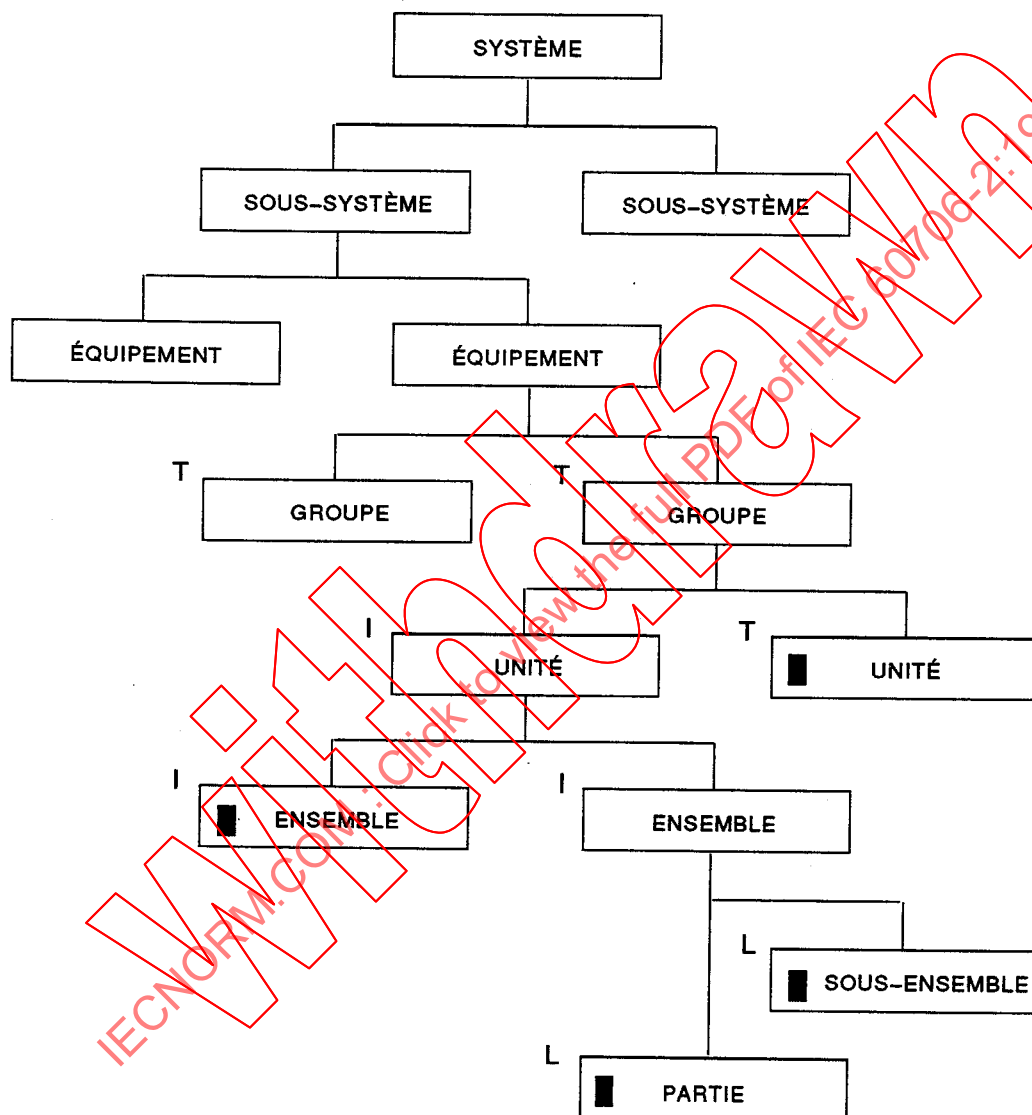 SYSTÈME
SOUS-SYSTÈME
SOUS-SYSTÈME
ÉQUIPEMENT
ÉQUIPEMENT
T
GROUPE
T
GROUPE
I
UNITÉ
T
UNITÉ
I
ENSEMBLE
I
ENSEMBLE
L
SOUS-ENSEMBLE
L
PARTIE
withdrawn
IECNORM.COM : Click to view the full PDF of IEC 60706-2:19